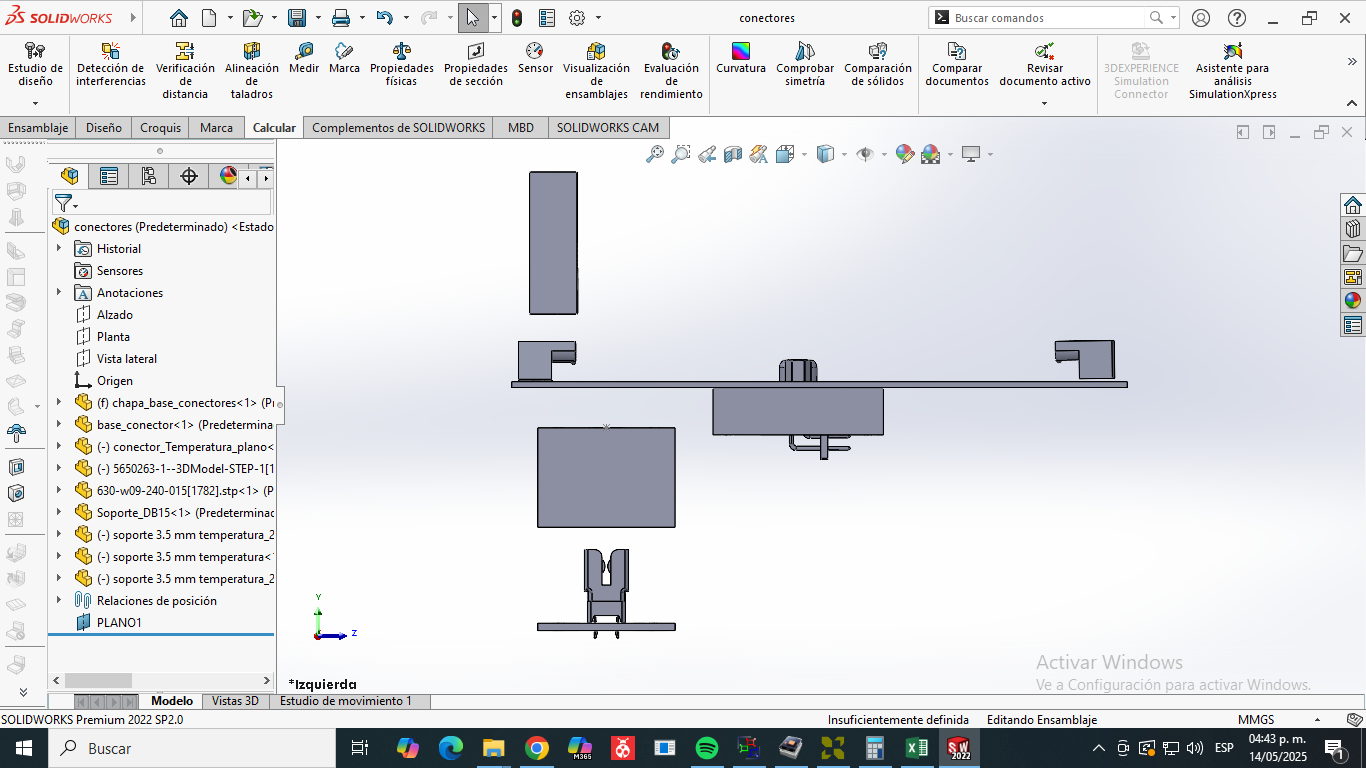 SOLIDWORKS
conectores
Buscar comandos
Estudio de diseño
Detección de interferencias
Verificación de distancia
Alineación de taladros
Medir
Marca
Propiedades físicas
Propiedades de sección
Sensor
Visualización de ensamblajes
Evaluación de rendimiento
Curvatura
Comprobar simetría
Comparación de sólidos
Comparar documentos
Revisar documento activo
3DEXPERIENCE Simulation Connector
Asistente para análisis SimulationXpress
Ensamblaje
Diseño
Croquis
Marca
Calcular
Complementos de SOLIDWORKS
MBD
SOLIDWORKS CAM
conectores (Predeterminado) <Estado
Historial
Sensores
Anotaciones
Alzado
Planta
Vista lateral
Origen
(f) chapa_base_conectores<1> (Pr
base_conector<1> (Predetermina
(-) conector_Temperatura_plano<
(-) 5650263-1--3DModel-STEP-1[1
630-w09-240-015[1782].stp<1> (P
Soporte_DB15<1> (Predeterminac
(-) soporte 3.5 mm temperatura_2
(-) soporte 3.5 mm temperatura<
(-) soporte 3.5 mm temperatura_2
Relaciones de posición
PLANO1
Y
Z
*Izquierda
Activar Windows
Ve a Configuración para activar Windows.
Modelo
Vistas 3D
Estudio de movimiento 1
SOLIDWORKS Premium 2022 SP2.0
Insuficientemente definida
Editando Ensamblaje
MMGS
Buscar
M365
SW
2022
ESP
04:43 p. m.
14/05/2025
1